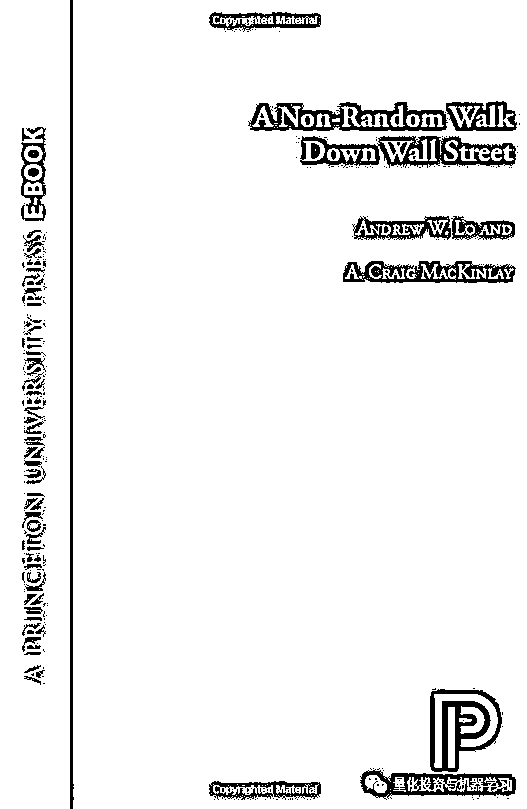 Copyrighted Material
A Non-Random Walk
Down Wall Street
ANDREW W. LO AND
A. CRAIG MACKINLAY
A PRINCETON UNIVERSITY PRESS E-BOOK
P
量化投资与机器学习
Copyrighted Material